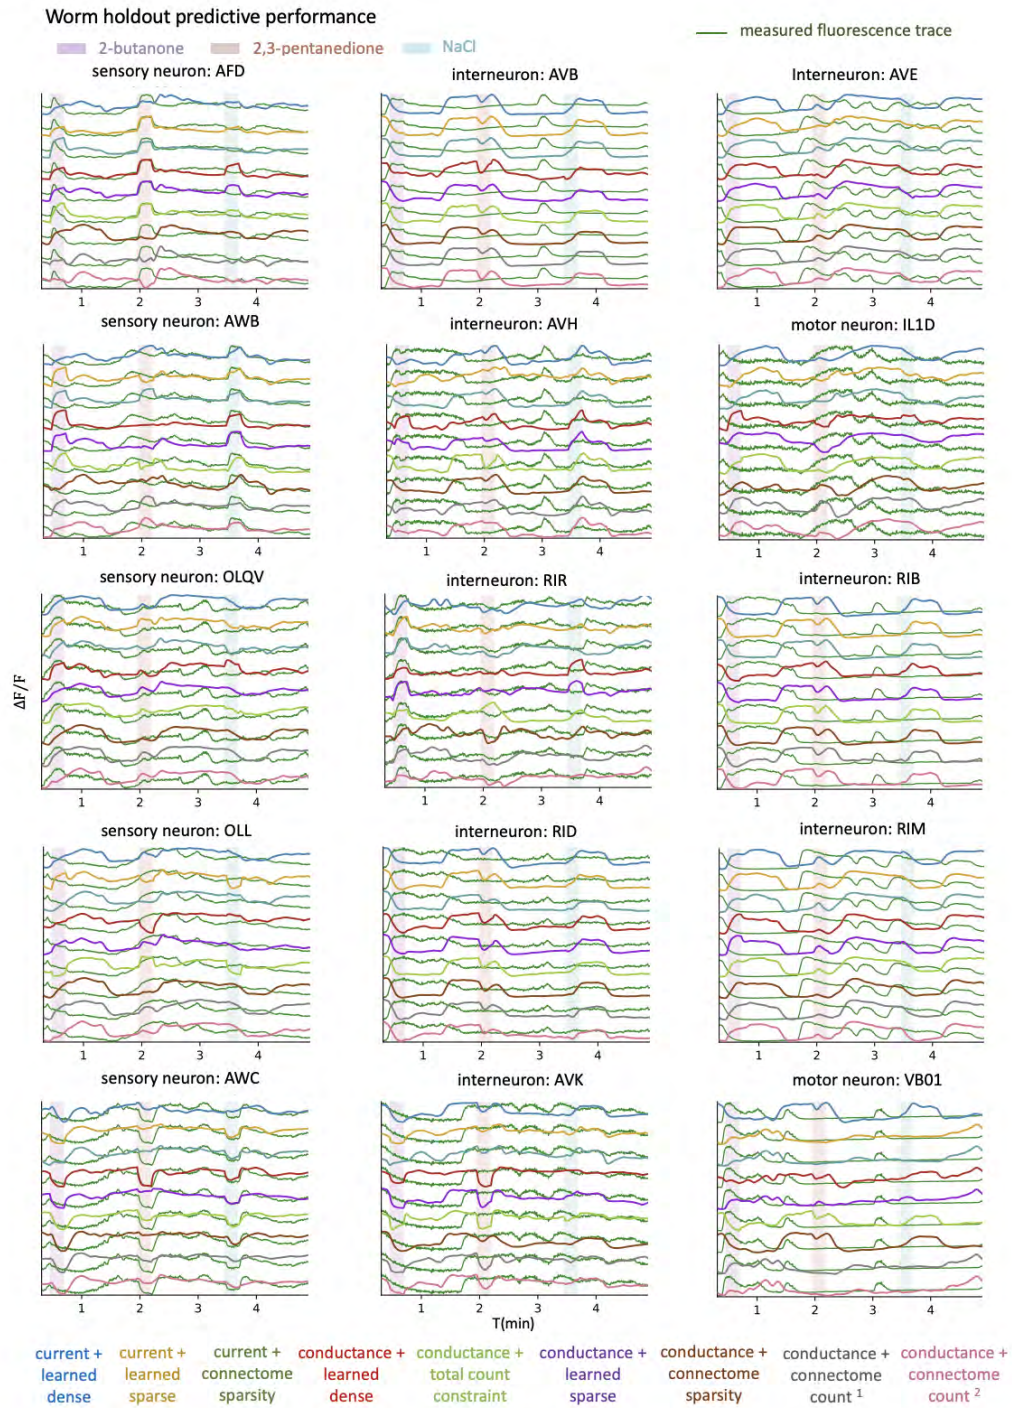 Worm holdout predictive performance
measured fluorescence trace
2-butanone 2,3-pentanedione NaCl
sensory neuron: AFD interneuron: AVB Interneuron: AVE
1 2 3 4 1 2 3 4 1 2 3 4
sensory neuron: AWB interneuron: AVH motor neuron: IL1D
1 2 3 4 1 2 3 4 1 2 3 4
sensory neuron: OLQV interneuron: RIR interneuron: RIB
ΔF/F
1 2 3 4 1 2 3 4 1 2 3 4
sensory neuron: OLL interneuron: RID interneuron: RIM
1 2 3 4 1 2 3 4 1 2 3 4
sensory neuron: AWC interneuron: AVK motor neuron: VB01
1 2 3 4 1 2 3 4 1 2 3 4
T(min)
current + current + current + conductance + conductance + conductance + conductance + conductance + conductance +
learned learned connectome learned total count learned connectome connectome connectome
dense sparse sparsity dense constraint sparse sparsity count 1 count 2